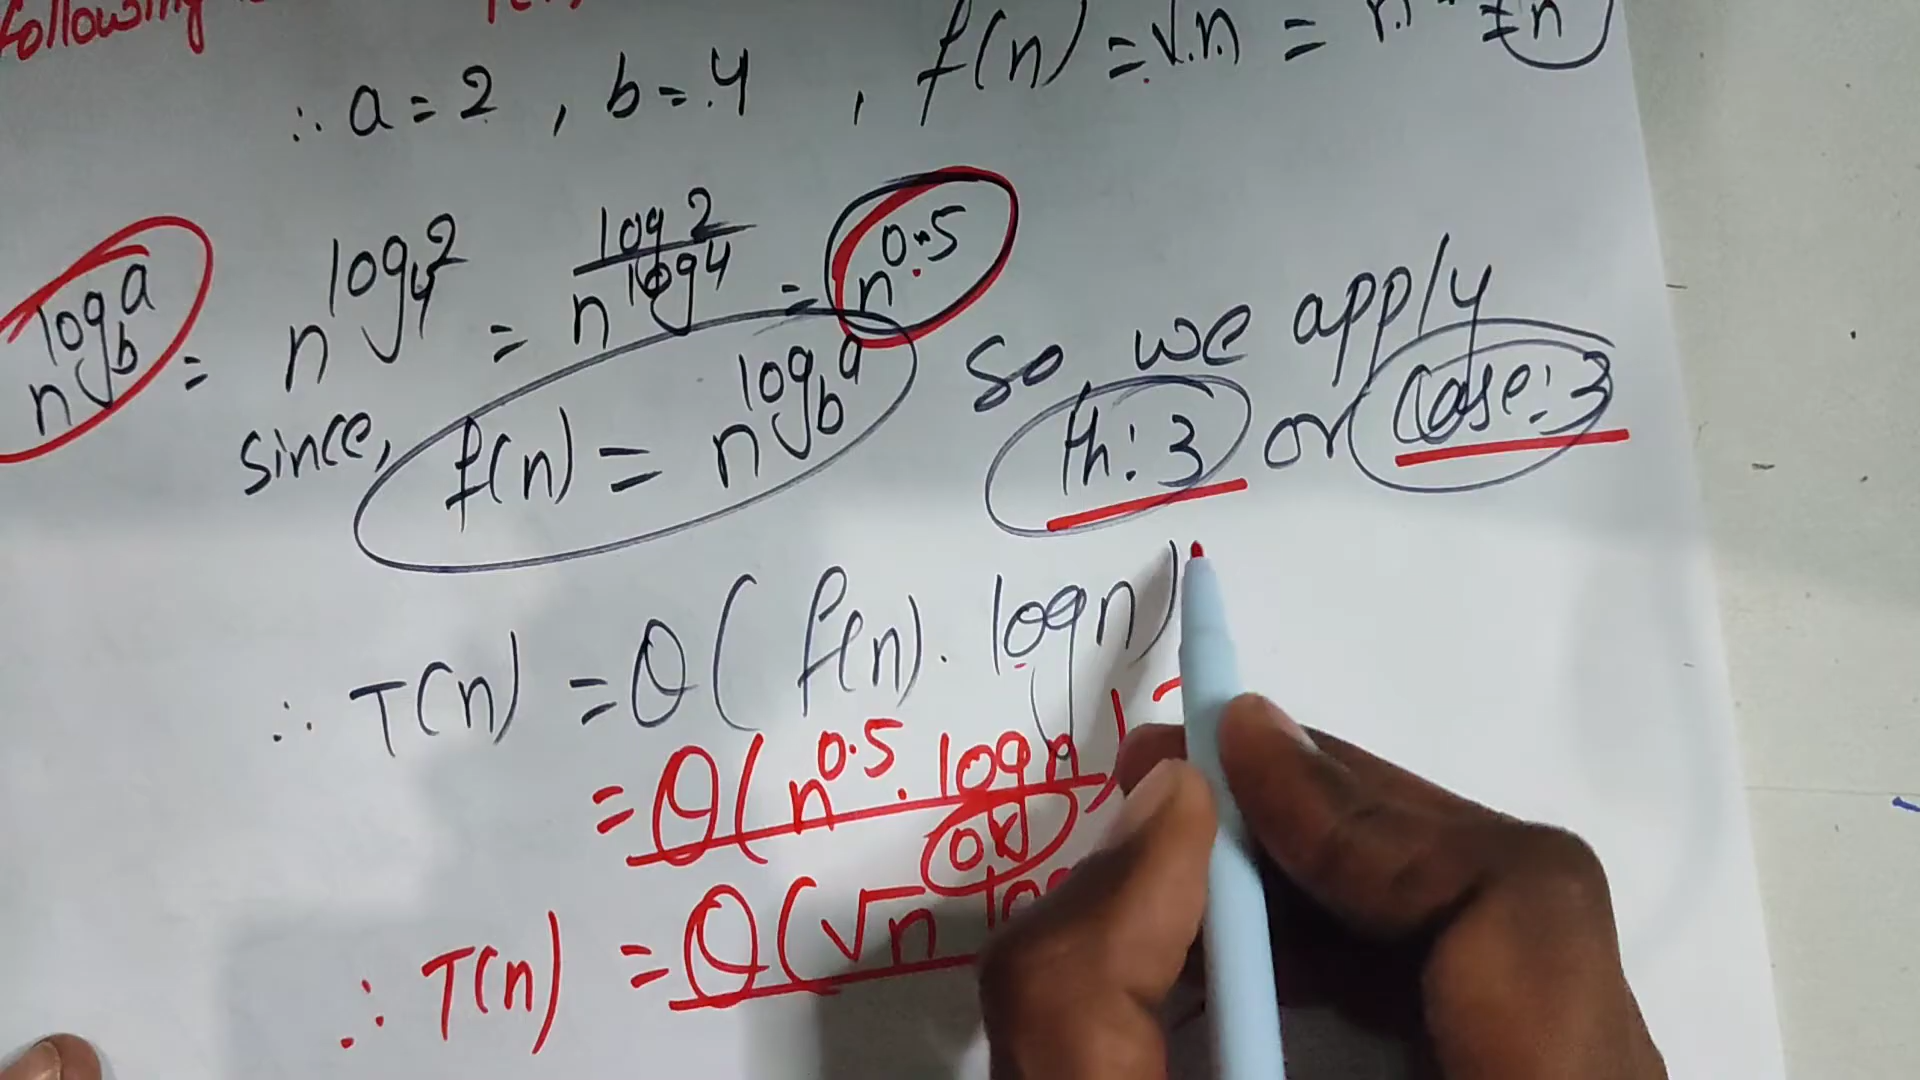 following
∴ a = 2 , b = 4 , f(n) = √n =
n^{log_b a} = n^{log_4 2} = n^{log 2 / log 4} = n^{0.5}
since, f(n) = n^{log_b a} so we apply th: 3 or case: 3
∴ T(n) = θ( f(n) . log n)
= θ( n^{0.5} . log n )
or
∴ T(n) = θ( √n